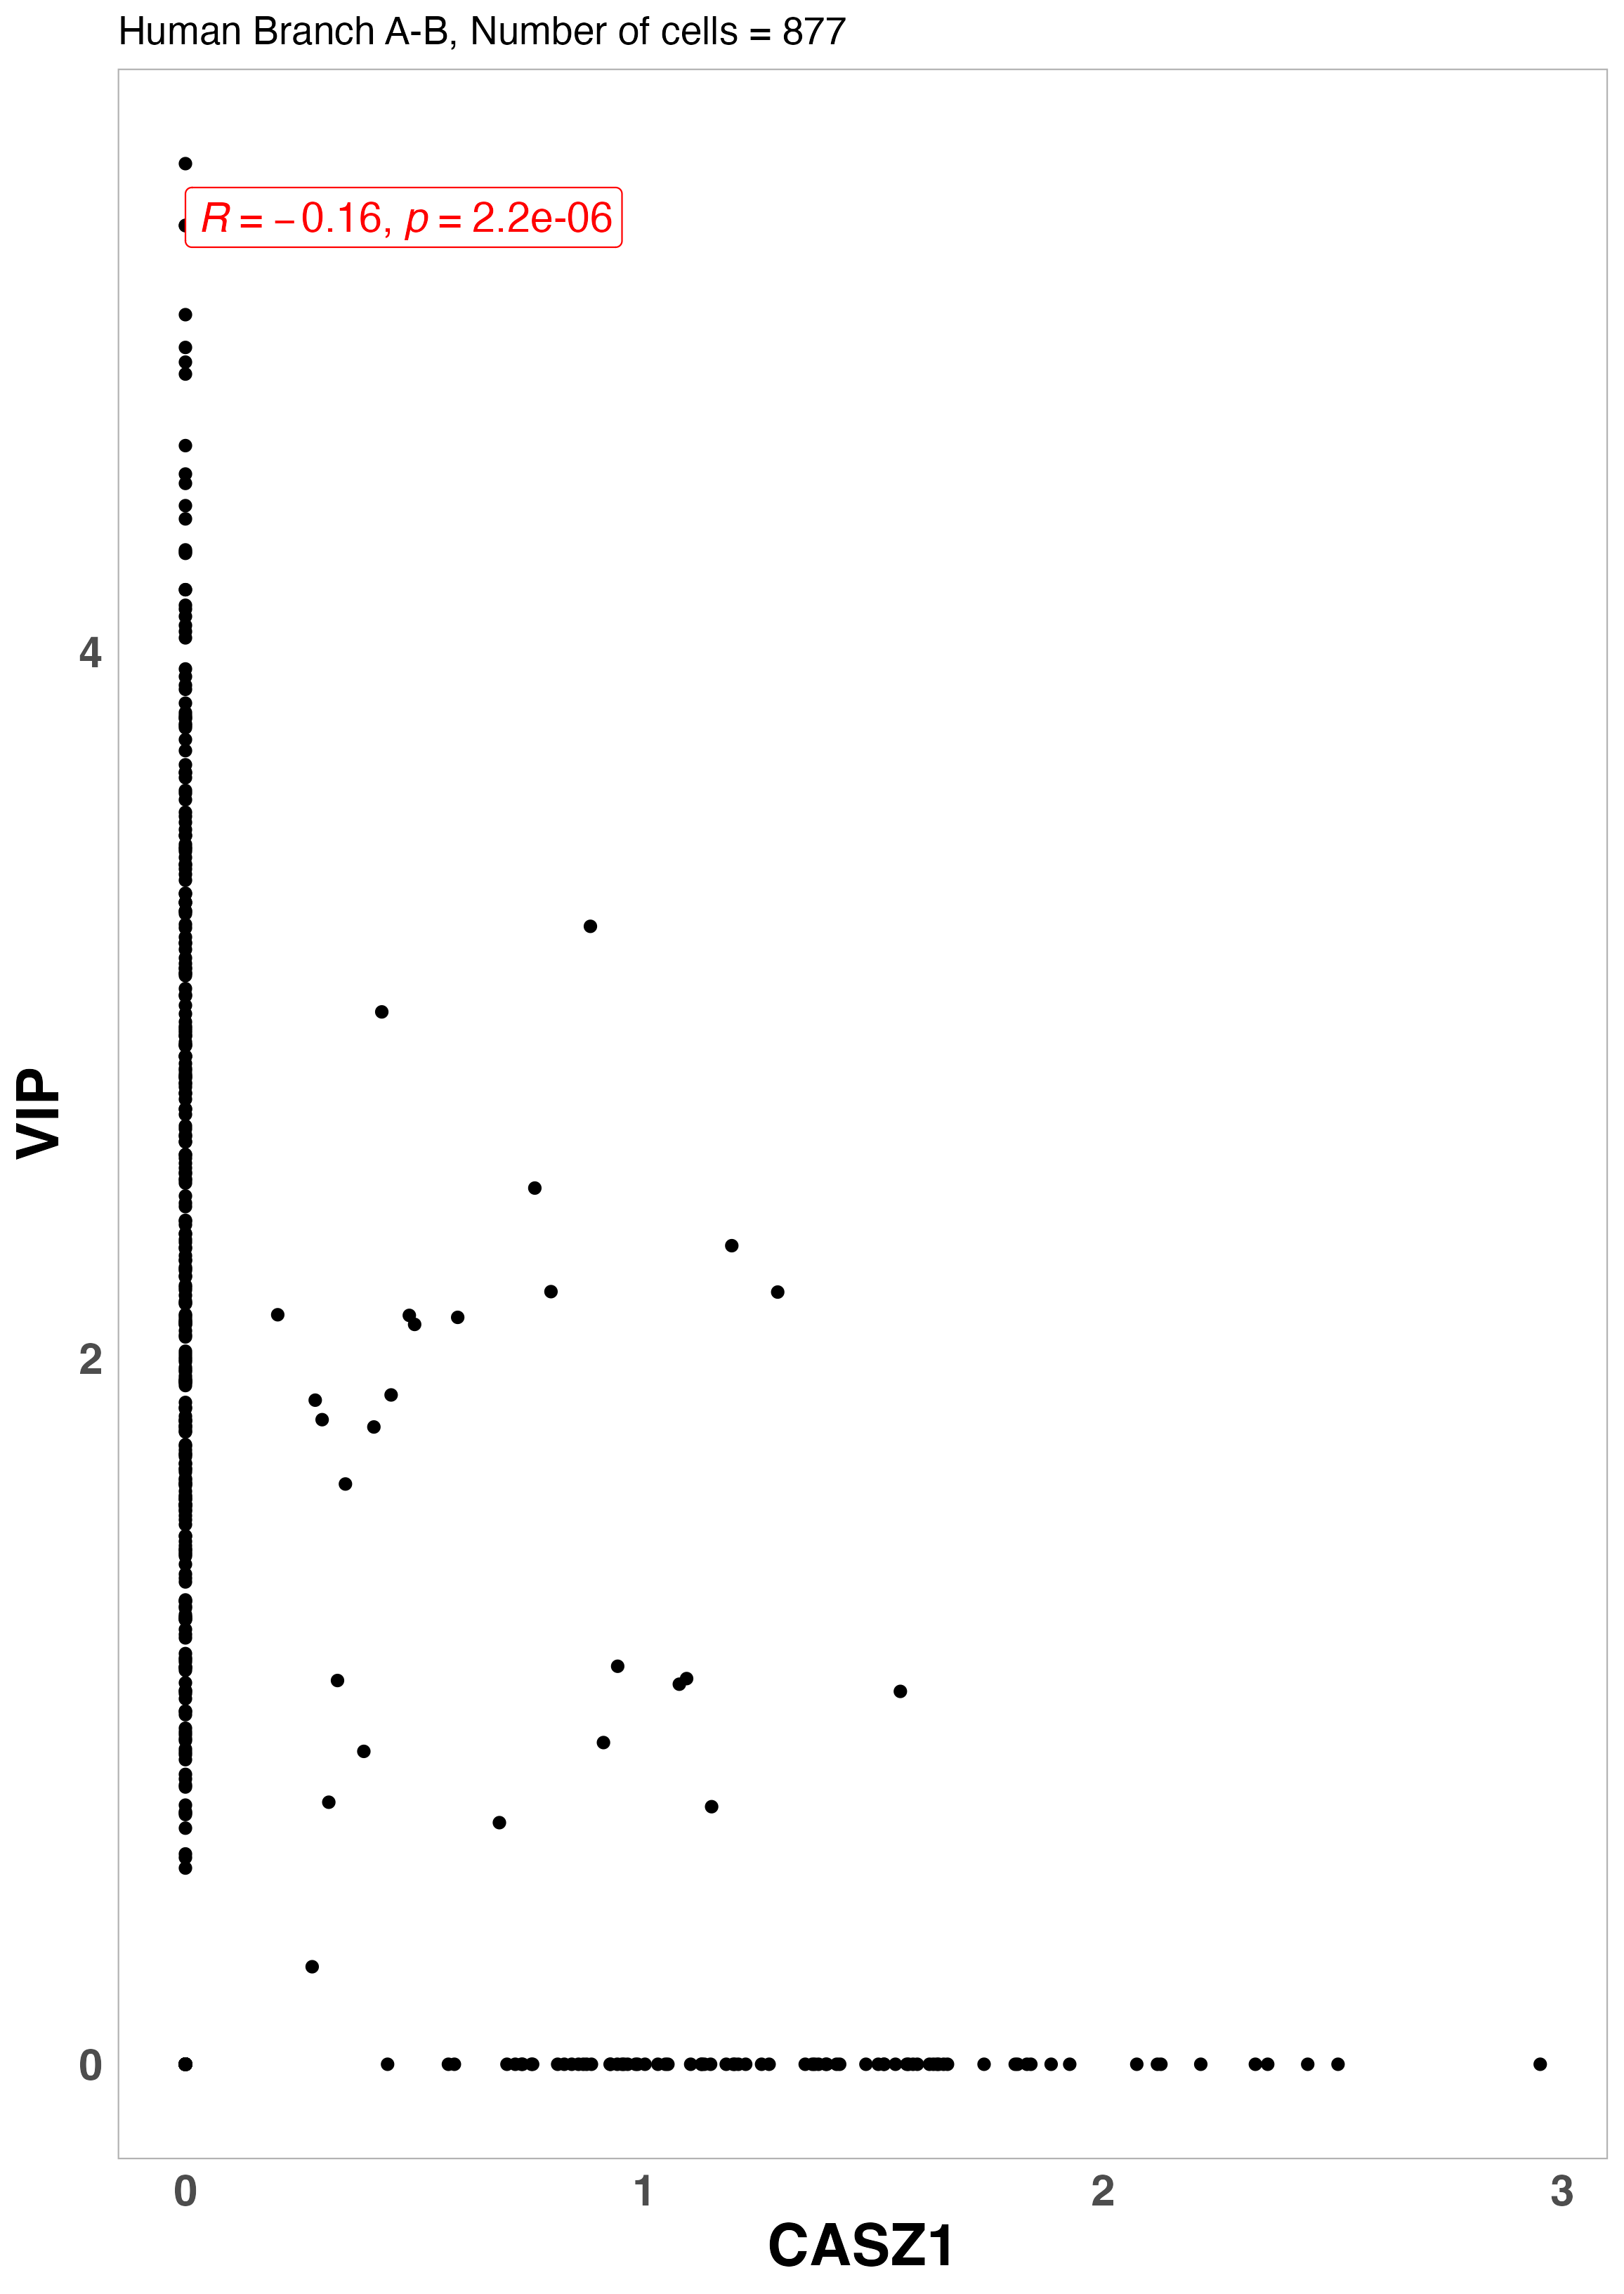 Human Branch A-B, Number of cells = 877
R = −0.16, p = 2.2e-06
4
2
0
VIP
0 1 2 3
CASZ1